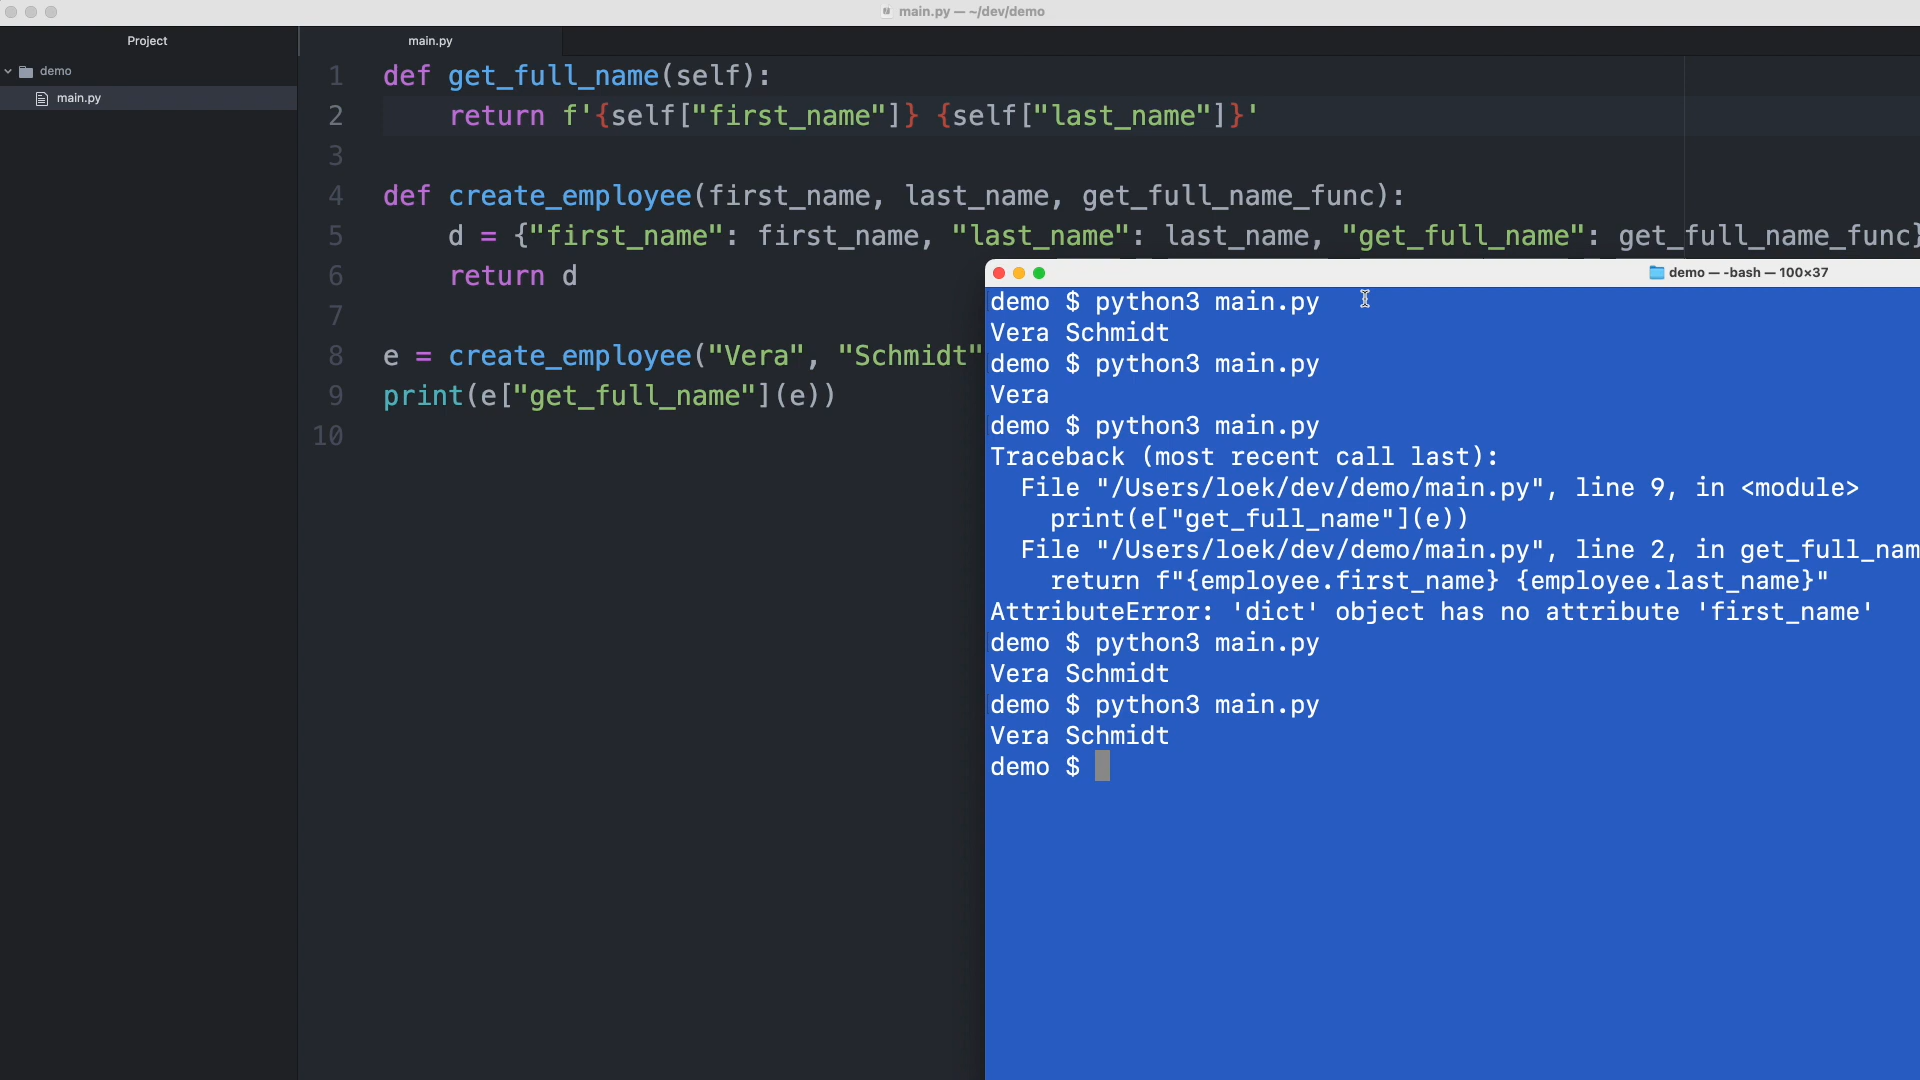 main.py — ~/dev/demo
Project
main.py
demo
main.py
1 def get_full_name(self):
2     return f'{self["first_name"]} {self["last_name"]}'
3
4 def create_employee(first_name, last_name, get_full_name_func):
5     d = {"first_name": first_name, "last_name": last_name, "get_full_name": get_full_name_func}
6     return d
7
8 e = create_employee("Vera", "Schmidt"
9 print(e["get_full_name"](e))
10
demo — -bash — 100×37
demo $ python3 main.py
Vera Schmidt
demo $ python3 main.py
Vera
demo $ python3 main.py
Traceback (most recent call last):
  File "/Users/loek/dev/demo/main.py", line 9, in <module>
    print(e["get_full_name"](e))
  File "/Users/loek/dev/demo/main.py", line 2, in get_full_nam
    return f"{employee.first_name} {employee.last_name}"
AttributeError: 'dict' object has no attribute 'first_name'
demo $ python3 main.py
Vera Schmidt
demo $ python3 main.py
Vera Schmidt
demo $